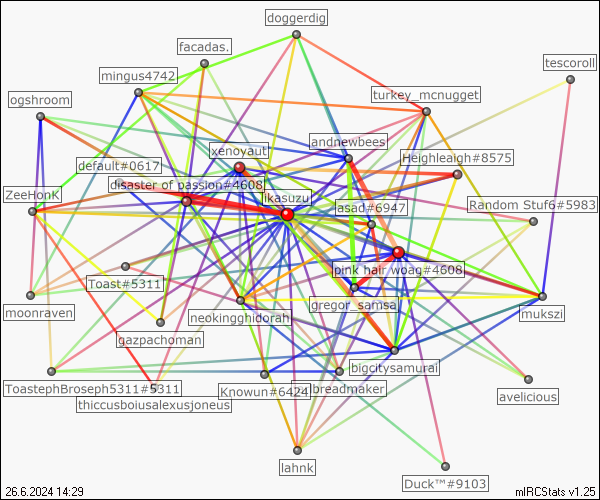 doggerdig
facadas.
tescoroll
mingus4742
turkey_mcnugget
ogshroom
andnewbees
xenoyaut
Heighleaigh#8575
default#0617
disaster of passion#4608
ikasuzu
ZeeHonK
asad#6947
Random Stuf6#5983
pink hair woag#4608
Toast#5311
gregor_samsa
moonraven
neokingghidorah
mukszi
gazpachoman
bigcitysamurai
ToastephBroseph5311#5311
Knowun#6424
breadmaker
avelicious
thiccusboiusalexusjoneus
lahnk
Duck™#9103
26.6.2024 14:29
mIRCStats v1.25